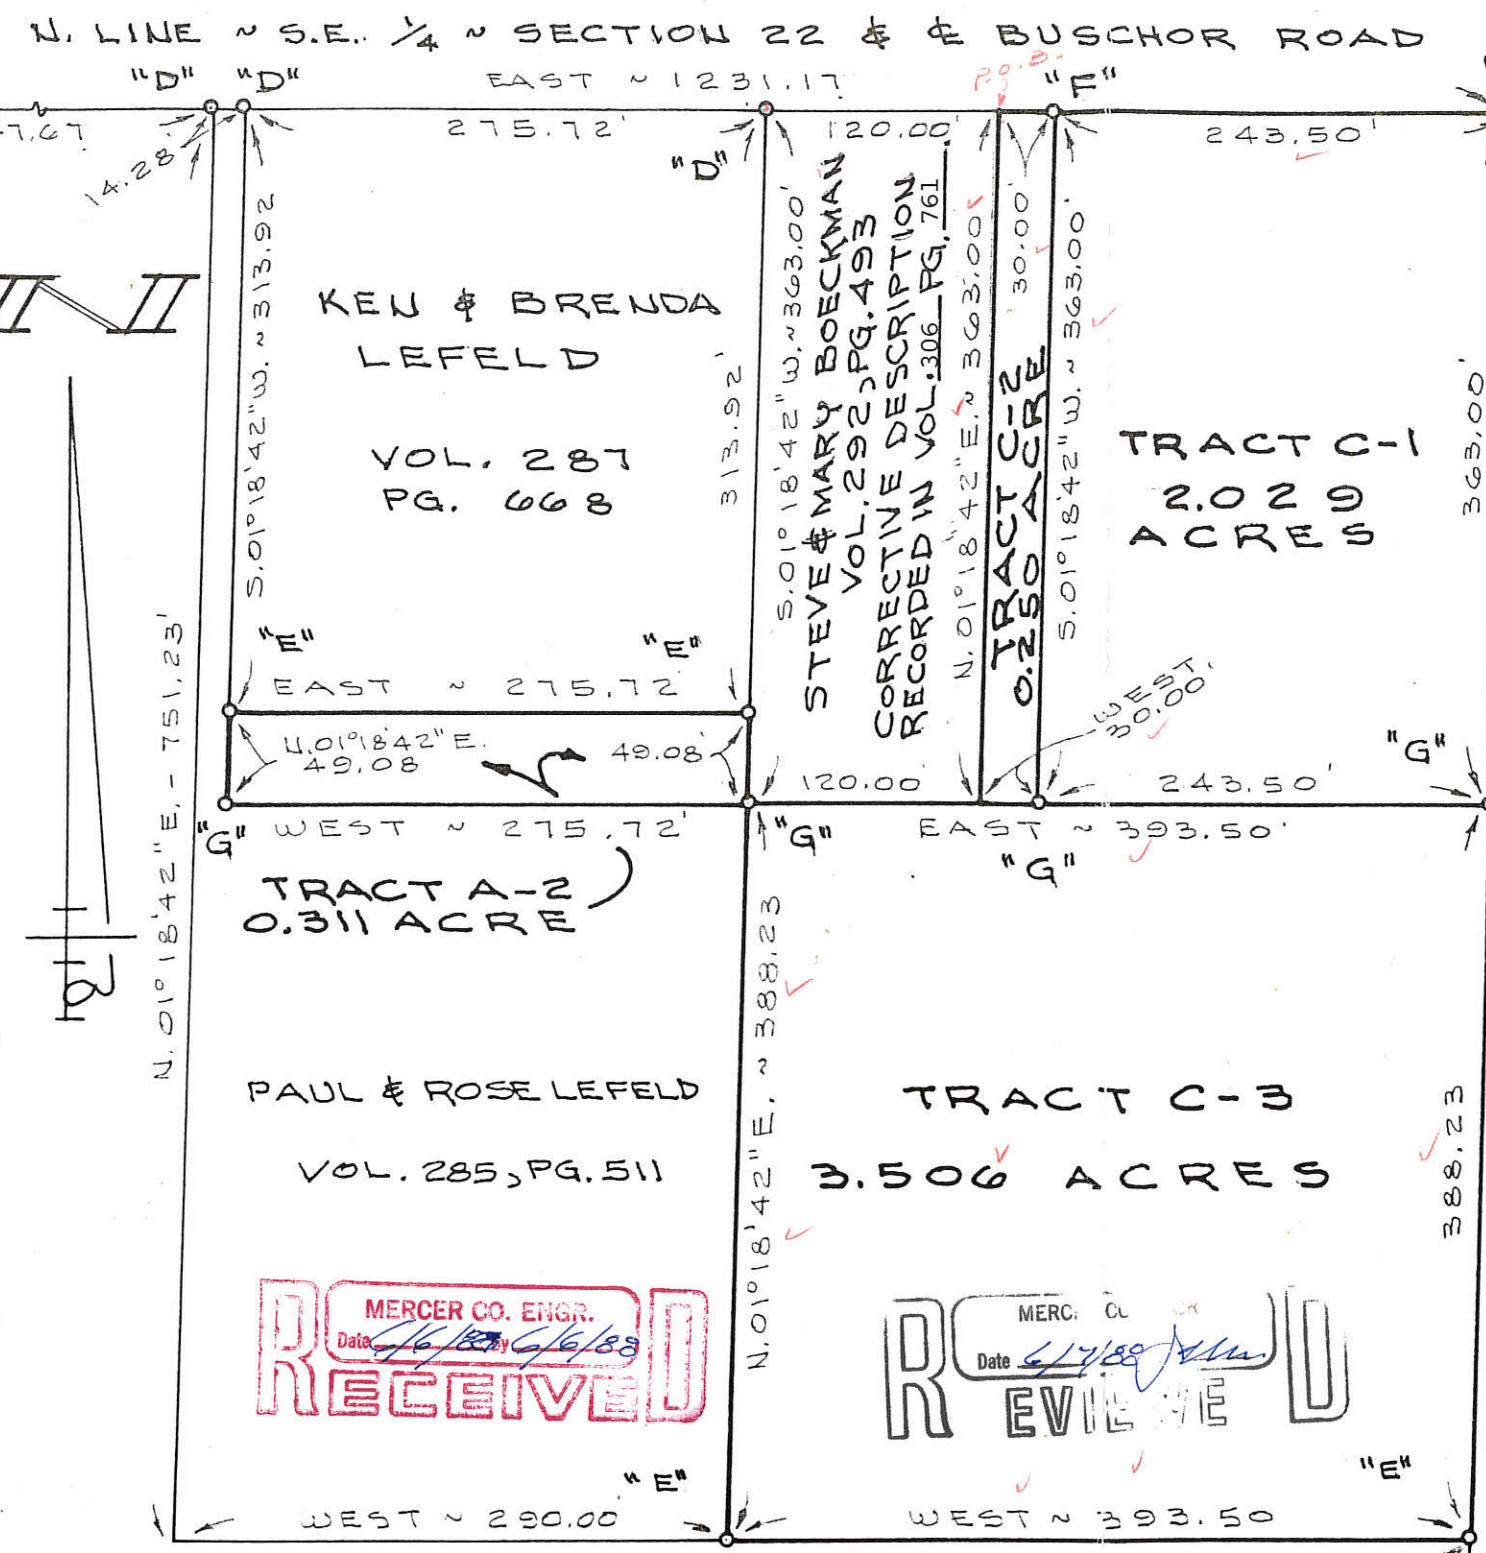 N. LINE ~ S.E. 1/4 ~ SECTION 22 & ℄ BUSCHOR ROAD
"D" "D" EAST ~ 1231.17 P.O.B. "F"
7.67 275.72' 120.00' 243.50'
14.28' "D"
S.01°18'42"W. ~ 313.92
KEN & BRENDA
LEFELD
VOL. 287
PG. 668
313.92'
S.01°18'42"W. ~ 363.00'
STEVE & MARY BOECKMAN
VOL. 292, PG. 493
CORRECTIVE DESCRIPTION
RECORDED IN VOL. 306 PG. 761
N.01°18'42"E. ~ 363.00
30.00'
TRACT C-2
0.250 ACRE
S.01°18'42"W. ~ 363.00'
TRACT C-1
2.029
ACRES
363.00'
"E" "E"
EAST ~ 275.72'
N.01°18'42"E.
49.08
49.08'
WEST
30.00'
"G"
120.00' 243.50'
"G" WEST ~ 275.72' "G" EAST ~ 393.50'
"G"
TRACT A-2
0.311 ACRE
N.01°18'42"E. - 751.23'
PAUL & ROSE LEFELD
VOL. 285, PG. 511
N.01°18'42"E. ~ 388.23
TRACT C-3
3.506 ACRES
388.23
MERCER CO. ENGR.
Date 6/6/88 By 6/6/88
RECEIVED
MERC. CO
Date 6/7/88
REVIEWED
"E" "E"
WEST ~ 290.00' WEST ~ 393.50